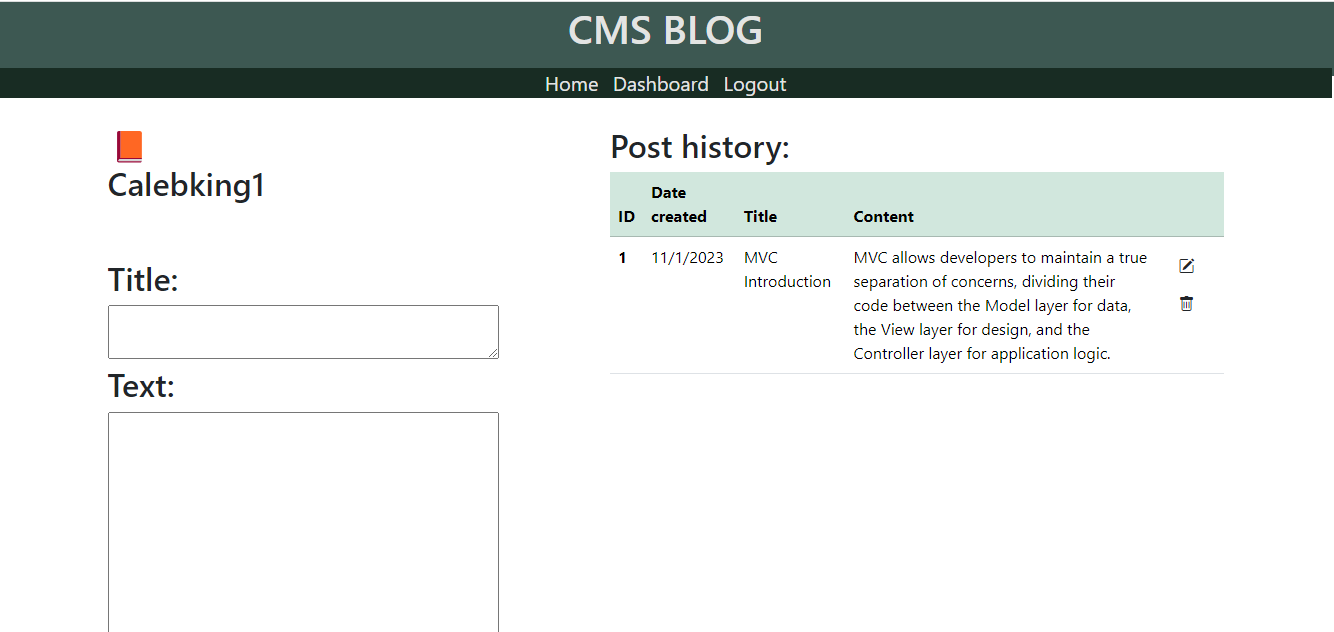 CMS BLOG
Home Dashboard Logout
Calebking1
Title:
Text:
Post history:
ID Date created Title Content
1 11/1/2023 MVC Introduction MVC allows developers to maintain a true
separation of concerns, dividing their
code between the Model layer for data,
the View layer for design, and the
Controller layer for application logic.